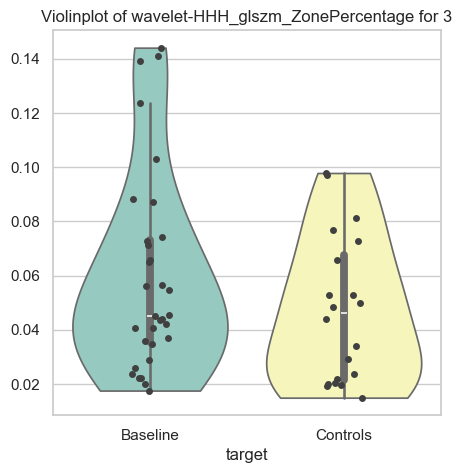 Violinplot of wavelet-HHH_glszm_ZonePercentage for 3
0.14
0.12
0.10
0.08
0.06
0.04
0.02
Baseline
Controls
target